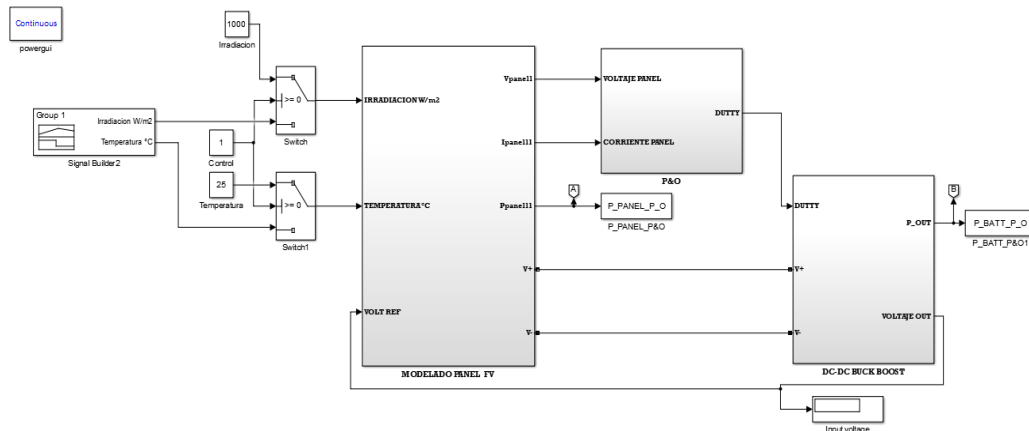 Continuous
powergui
1000
Irradiacion
Group 1
Irradiacion W/m2
Temperatura °C
Signal Builder2
>= 0
Switch
1
Control
25
Temperatura
>= 0
Switch1
IRRADIACION W/m2
TEMPERATURA°C
VOLT REF
Vpanel1
Ipanel11
Ppanel11
V+
V-
MODELADO PANEL FV
VOLTAJE PANEL
CORRIENTE PANEL
DUTTY
P&O
A
P_PANEL_P_O
P_PANEL_P&O
DUTTY
V+
V-
P_OUT
VOLTAJE OUT
DC-DC BUCK BOOST
B
P_BATT_P_O
P_BATT_P&O1
Input voltage